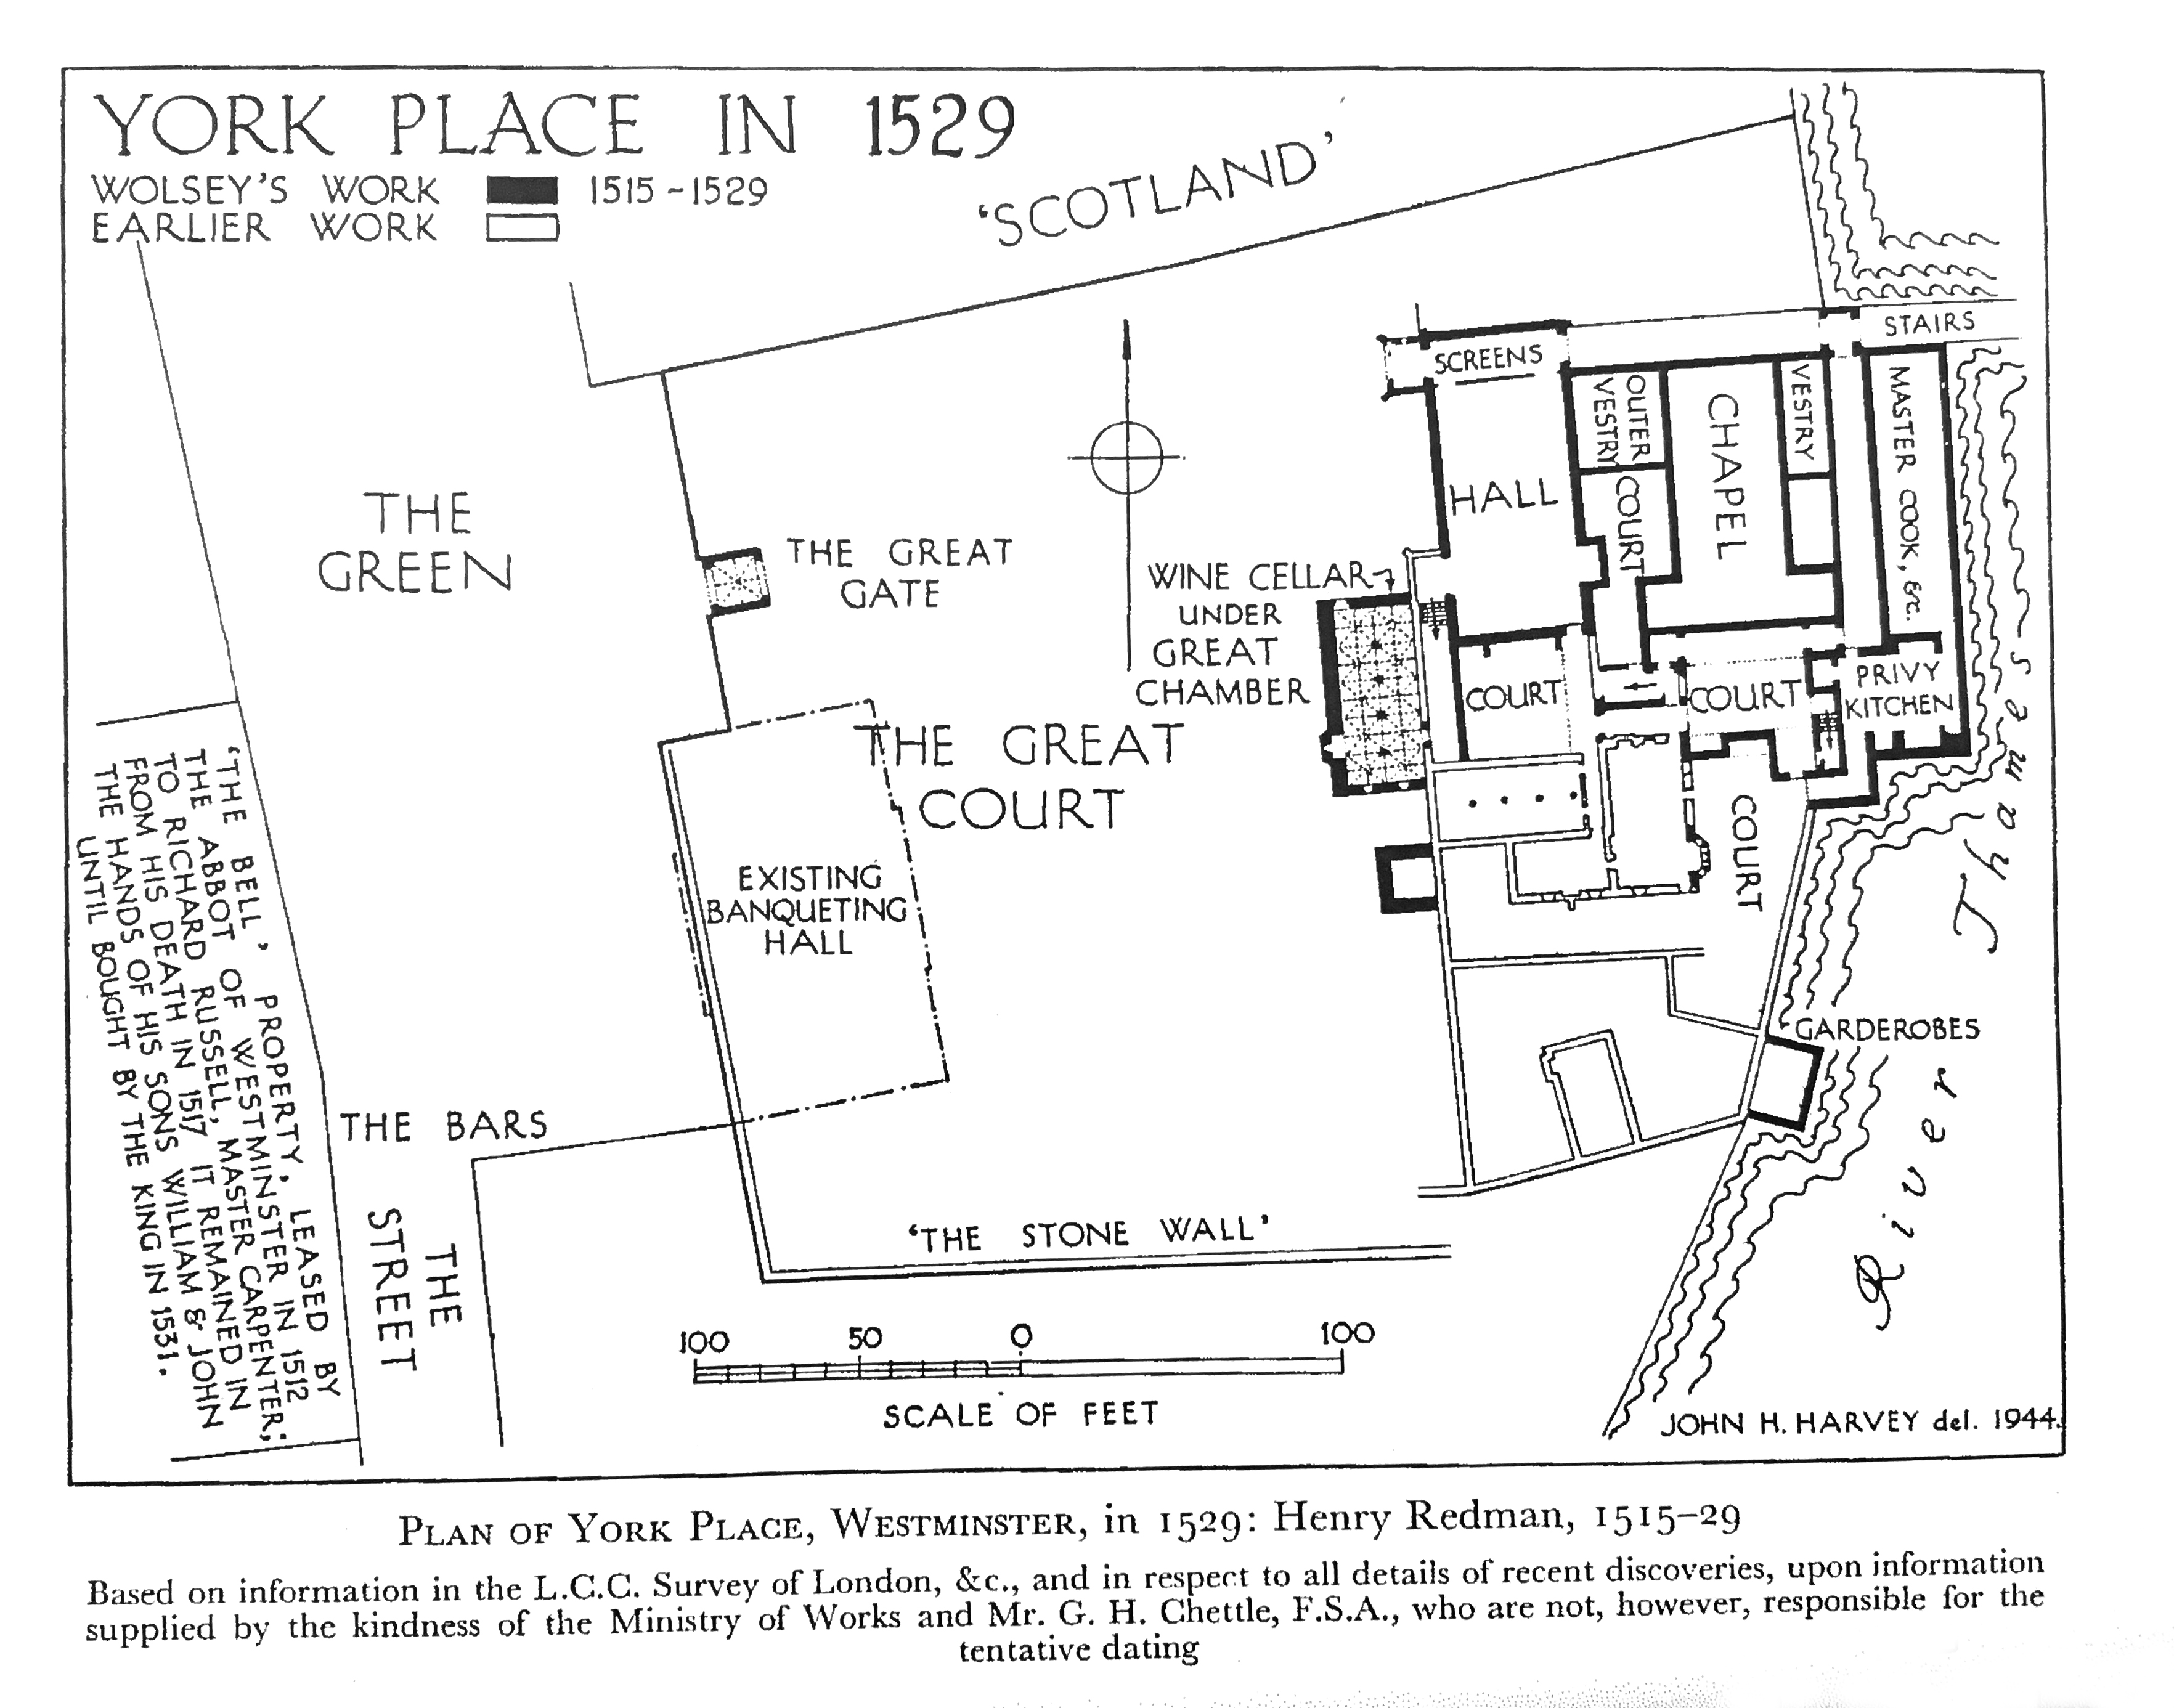 YORK PLACE IN 1529
WOLSEY'S WORK 1515~1529
EARLIER WORK
'SCOTLAND'
STAIRS
SCREENS
OUTER
VESTRY
CHAPEL
VESTRY
MASTER COOK, &c.
HALL
COURT
THE
GREEN
THE GREAT
GATE
WINE CELLAR
UNDER
GREAT
CHAMBER
COURT
COURT
PRIVY
KITCHEN
THE GREAT
COURT
COURT
EXISTING
BANQUETING
HALL
'THE BELL', PROPERTY, LEASED BY
THE ABBOT OF WESTMINSTER IN 1512
TO RICHARD RUSSELL, MASTER CARPENTER;
FROM HIS DEATH IN 1517 IT REMAINED IN
THE HANDS OF HIS SONS WILLIAM & JOHN
UNTIL BOUGHT BY THE KING IN 1531.
GARDEROBES
River Thames
THE BARS
THE
STREET
'THE STONE WALL'
100 50 0 100
SCALE OF FEET
JOHN H. HARVEY del. 1944.
PLAN OF YORK PLACE, WESTMINSTER, in 1529: Henry Redman, 1515–29
Based on information in the L.C.C. Survey of London, &c., and in respect to all details of recent discoveries, upon information
supplied by the kindness of the Ministry of Works and Mr. G. H. Chettle, F.S.A., who are not, however, responsible for the
tentative dating